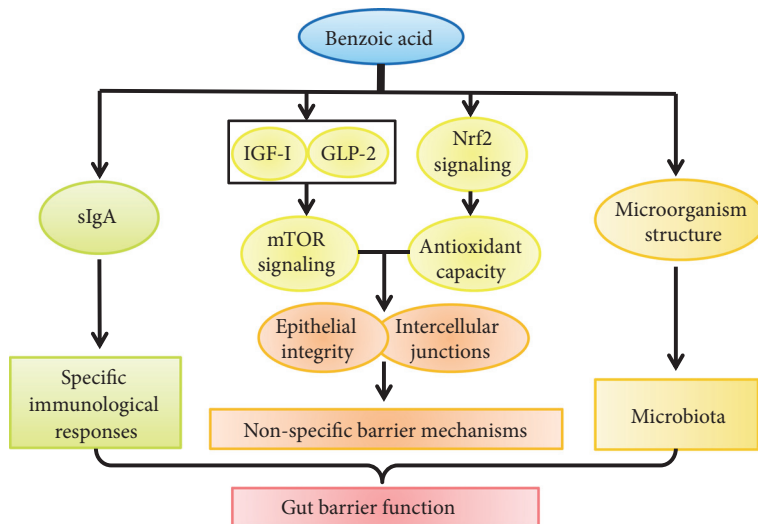 Benzoic acid
IGF-I
GLP-2
Nrf2
signaling
sIgA
mTOR
signaling
Antioxidant
capacity
Microorganism
structure
Epithelial
integrity
Intercellular
junctions
Specific
immunological
responses
Non-specific barrier mechanisms
Microbiota
Gut barrier function